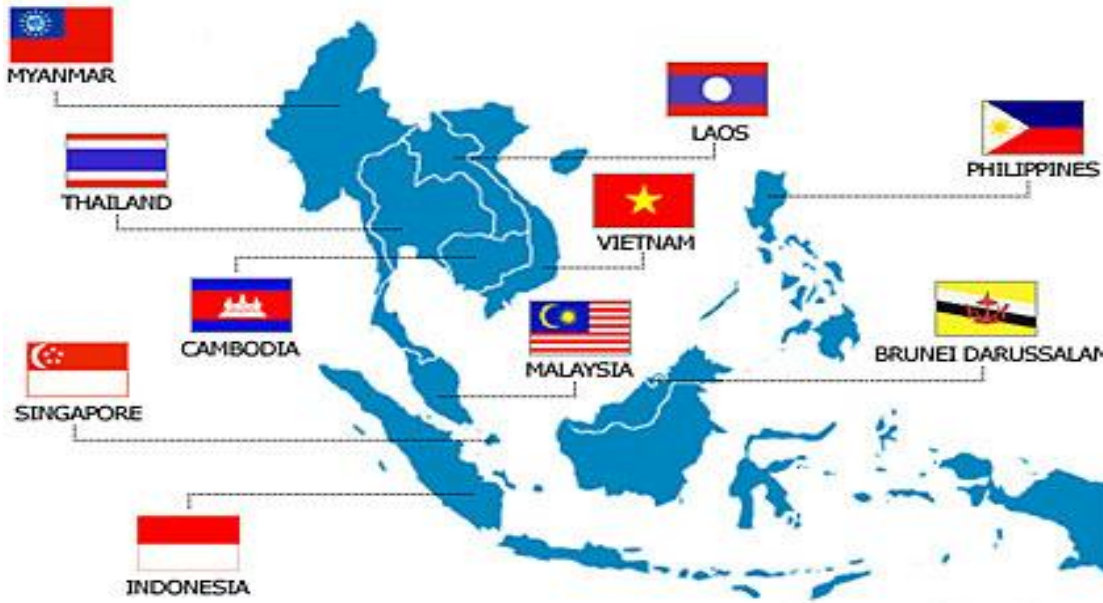 MYANMAR
LAOS
PHILIPPINES
THAILAND
VIETNAM
CAMBODIA
MALAYSIA
BRUNEI DARUSSALAM
SINGAPORE
INDONESIA